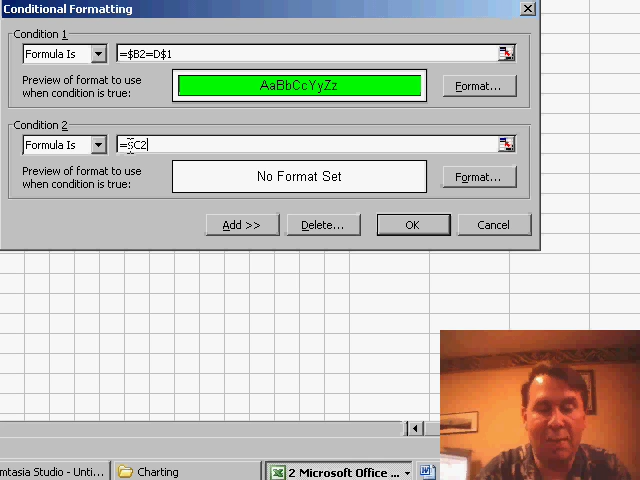 Conditional Formatting
Condition 1
Formula Is
=$B2=D$1
Preview of format to use
when condition is true:
AaBbCcYyZz
Format...
Condition 2
Formula Is
=$C2
Preview of format to use
when condition is true:
No Format Set
Format...
Add >>
Delete...
OK
Cancel
mtasia Studio - Unti...
Charting
2 Microsoft Office ...